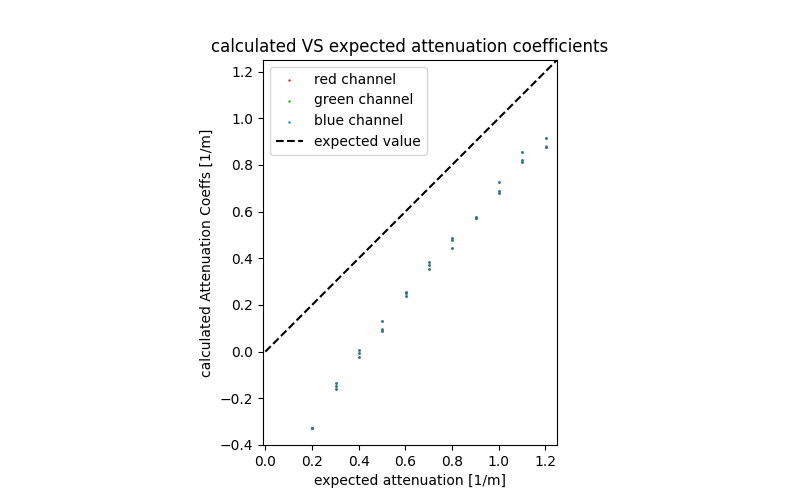 calculated VS expected attenuation coefficients
red channel
green channel
blue channel
expected value
calculated Attenuation Coeffs [1/m]
1.2
1.0
0.8
0.6
0.4
0.2
0.0
−0.2
−0.4
0.0 0.2 0.4 0.6 0.8 1.0 1.2
expected attenuation [1/m]